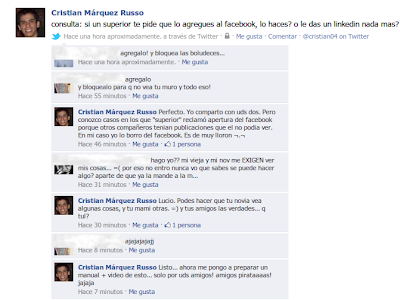 Cristian Márquez Russo
consulta: si un superior te pide que lo agregues al facebook, lo haces? o le das un linkedin nada mas?
Hace una hora aproximadamente. a través de Twitter · Me gusta · Comentar · @cristian04 on Twitter
agregalo! y bloquea las boludeces...
Hace una hora aproximadamente. · Me gusta
agregalo
y bloquealo para q no vea tu muro y todo eso!
Hace 55 minutos · Me gusta
Cristian Márquez Russo Perfecto. Yo comparto con uds dos. Pero
conozco casos en los que "superior" reclamó apertura del facebook
porque otros compañeros tenian publicaciones que el no podia ver.
En mi caso yo lo borro del facebook. Es de muy lloron ¬.¬
Hace 46 minutos · Me gusta · 1 persona
hago yo?? mi vieja y mi nov me EXIGEN ver
mis cosas... =( por eso no entro nunca vo que sabes se puede hacer
algo? aparte de que ya la mande a la m...
Hace 31 minutos · Me gusta
Cristian Márquez Russo Lucio. Podes hacer que tu novia vea
algunas cosas, y tu mami otras. =) y tus amigos las verdades... q
tul?
Hace 30 minutos · Me gusta · 1 persona
ajajajajajj
Hace 8 minutos · Me gusta
Cristian Márquez Russo Listo... ahora me pongo a preparar un
manual + video de esto... solo por uds amigos! amigos pirataaaas!
jajaja
Hace 7 minutos · Me gusta